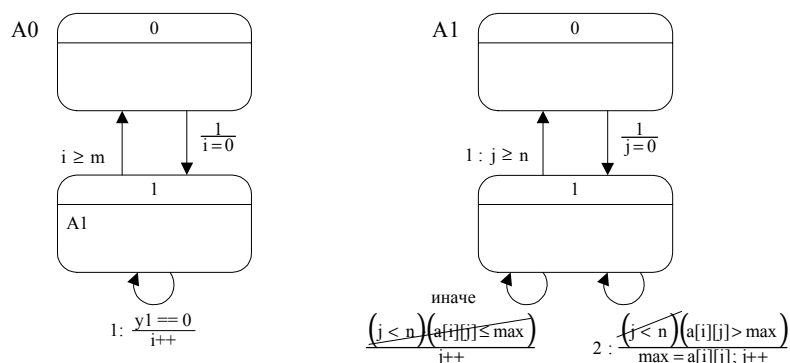 A0
0
A1
0
1
i = 0
i ≥ m
1
j = 0
1 : j ≥ n
1
A1
1
1: y1 == 0
i++
иначе
(j < n)(a[i][j] ≤ max)
j++
2 : (j < n)(a[i][j] > max)
max = a[i][j]; j++